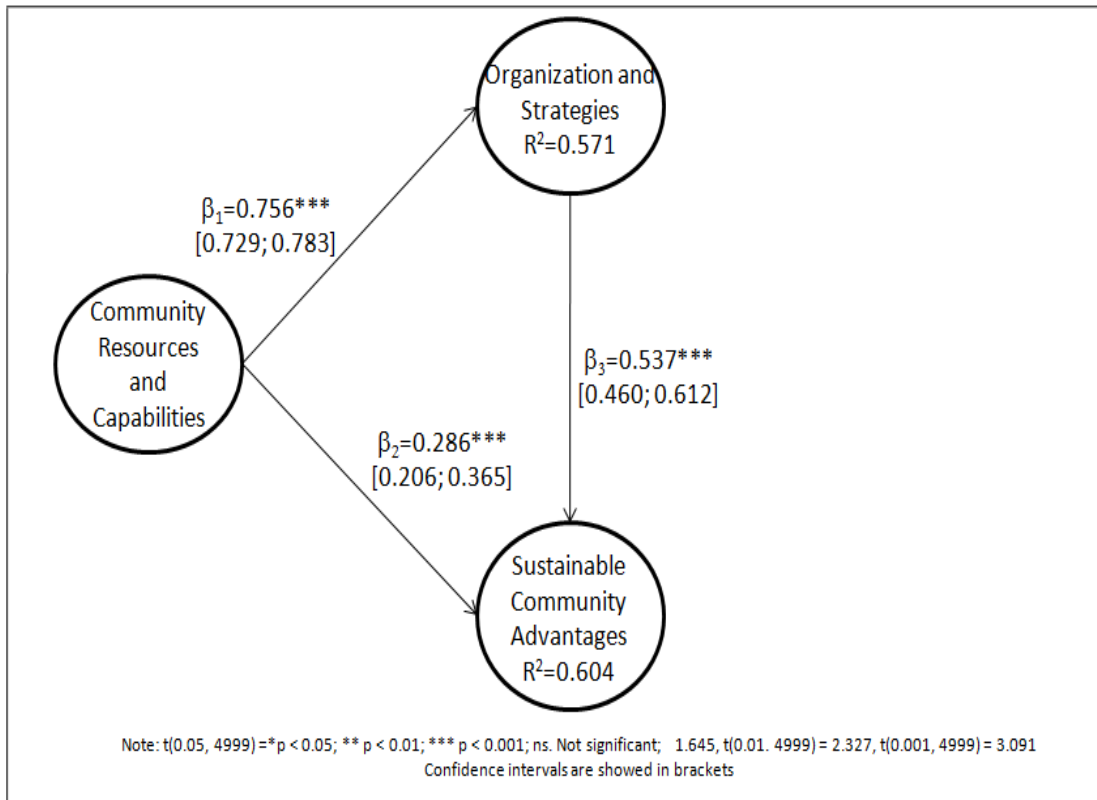 Organization and
Strategies
R²=0.571
β₁=0.756***
[0.729; 0.783]
Community
Resources
and
Capabilities
β₃=0.537***
[0.460; 0.612]
β₂=0.286***
[0.206; 0.365]
Sustainable
Community
Advantages
R²=0.604
Note: t(0.05, 4999) =*p < 0.05; ** p < 0.01; *** p < 0.001; ns. Not significant; 1.645, t(0.01. 4999) = 2.327, t(0.001, 4999) = 3.091
Confidence intervals are showed in brackets